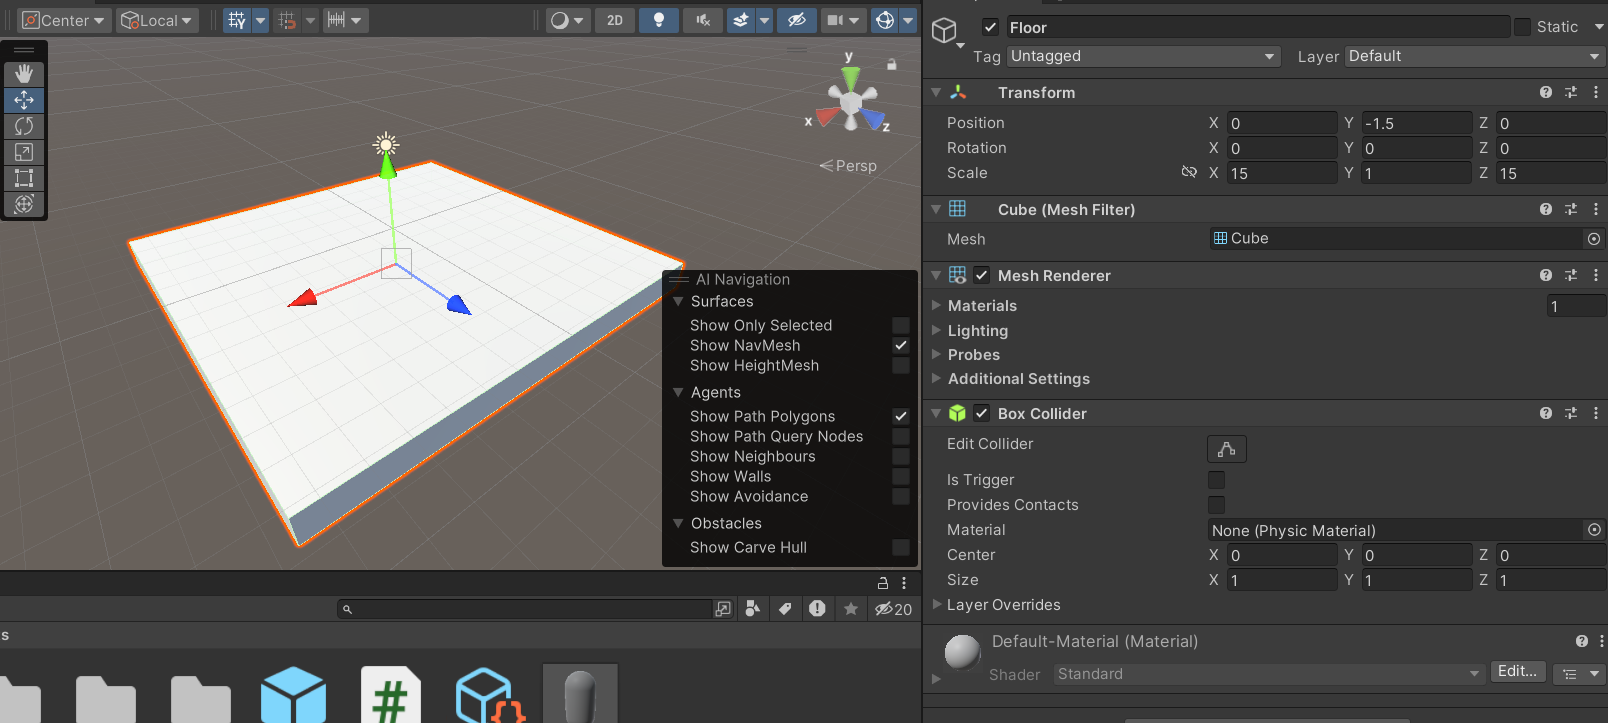 Center
Local
2D
y
x
z
Persp
AI Navigation
Surfaces
Show Only Selected
Show NavMesh
Show HeightMesh
Agents
Show Path Polygons
Show Path Query Nodes
Show Neighbours
Show Walls
Show Avoidance
Obstacles
Show Carve Hull
20
s
#
{}
Floor
Static
Tag Untagged Layer Default
Transform
Position X 0 Y -1.5 Z 0
Rotation X 0 Y 0 Z 0
Scale X 15 Y 1 Z 15
Cube (Mesh Filter)
Mesh Cube
Mesh Renderer
Materials 1
Lighting
Probes
Additional Settings
Box Collider
Edit Collider
Is Trigger
Provides Contacts
Material None (Physic Material)
Center X 0 Y 0 Z 0
Size X 1 Y 1 Z 1
Layer Overrides
Default-Material (Material)
Shader Standard Edit...